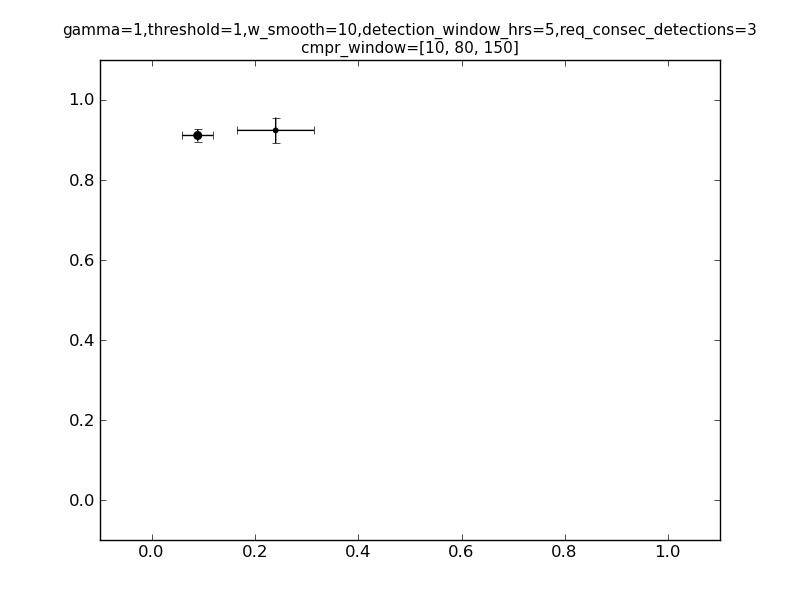 gamma=1,threshold=1,w_smooth=10,detection_window_hrs=5,req_consec_detections=3
cmpr_window=[10, 80, 150]
1.0
0.8
0.6
0.4
0.2
0.0
0.0 0.2 0.4 0.6 0.8 1.0